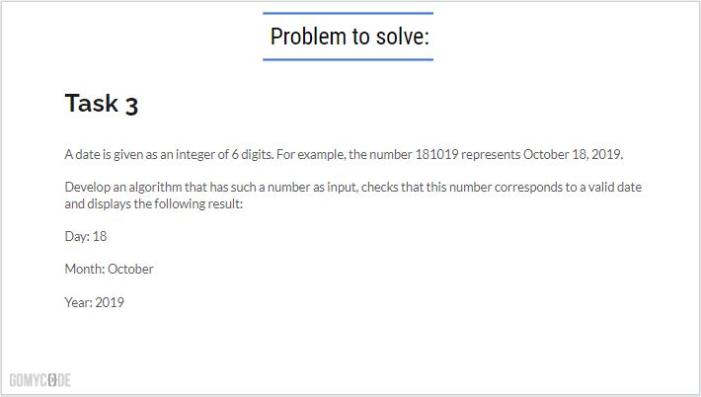 Problem to solve:
Task 3
A date is given as an integer of 6 digits. For example, the number 181019 represents October 18, 2019.
Develop an algorithm that has such a number as input, checks that this number corresponds to a valid date
and displays the following result:
Day: 18
Month: October
Year: 2019
GOMYCODE